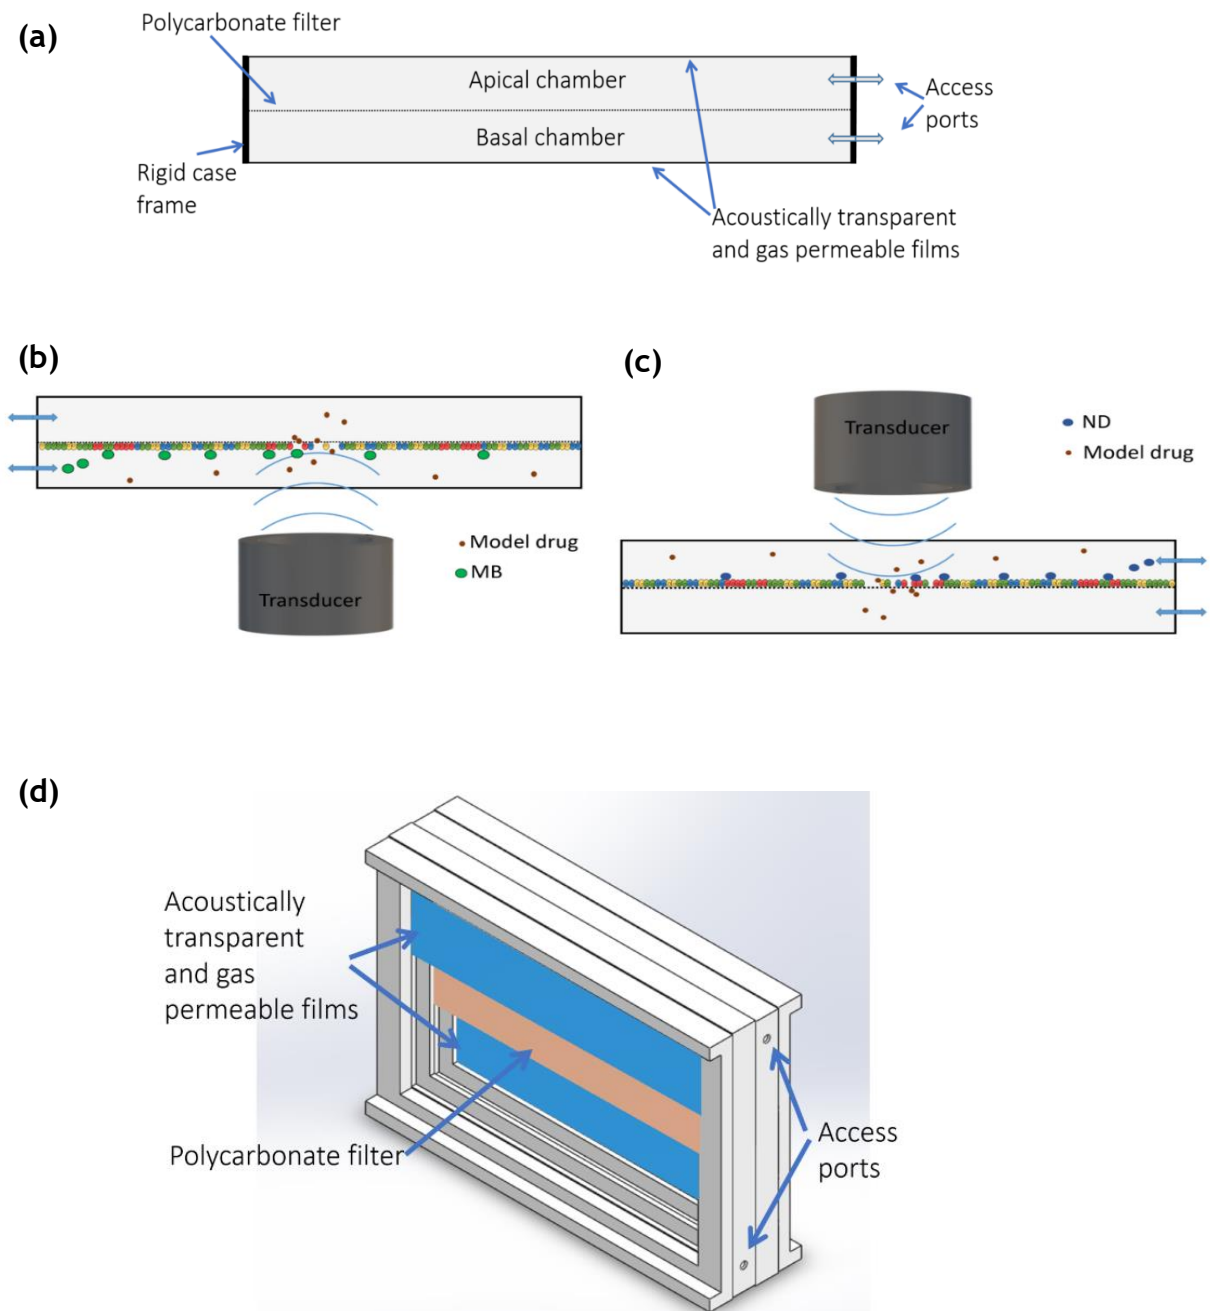 (a)
Polycarbonate filter
Apical chamber
Basal chamber
Access
ports
Rigid case
frame
Acoustically transparent
and gas permeable films
(b)
Model drug
MB
Transducer
(c)
Transducer
ND
Model drug
(d)
Acoustically
transparent
and gas
permeable films
Polycarbonate filter
Access
ports